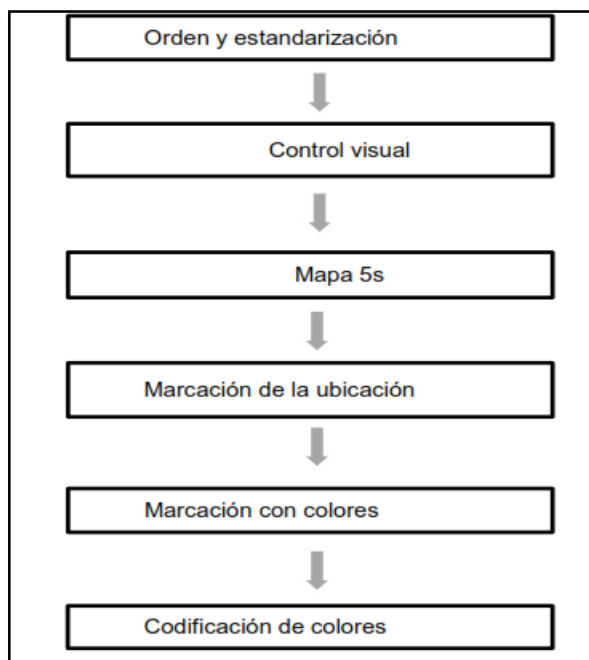 Orden y estandarización
Control visual
Mapa 5s
Marcación de la ubicación
Marcación con colores
Codificación de colores